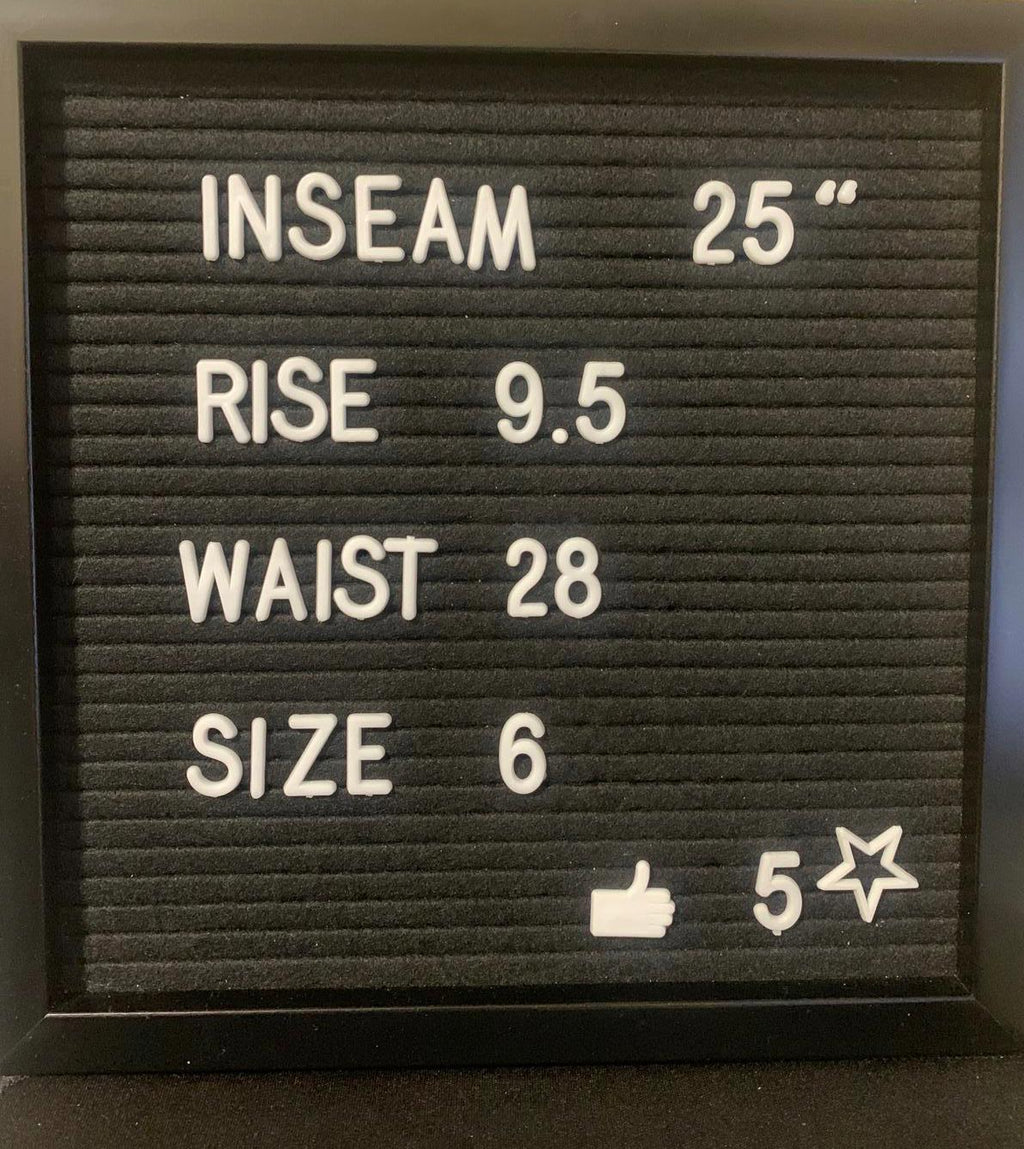 INSEAM 25“
RISE 9.5
WAIST 28
SIZE 6
5